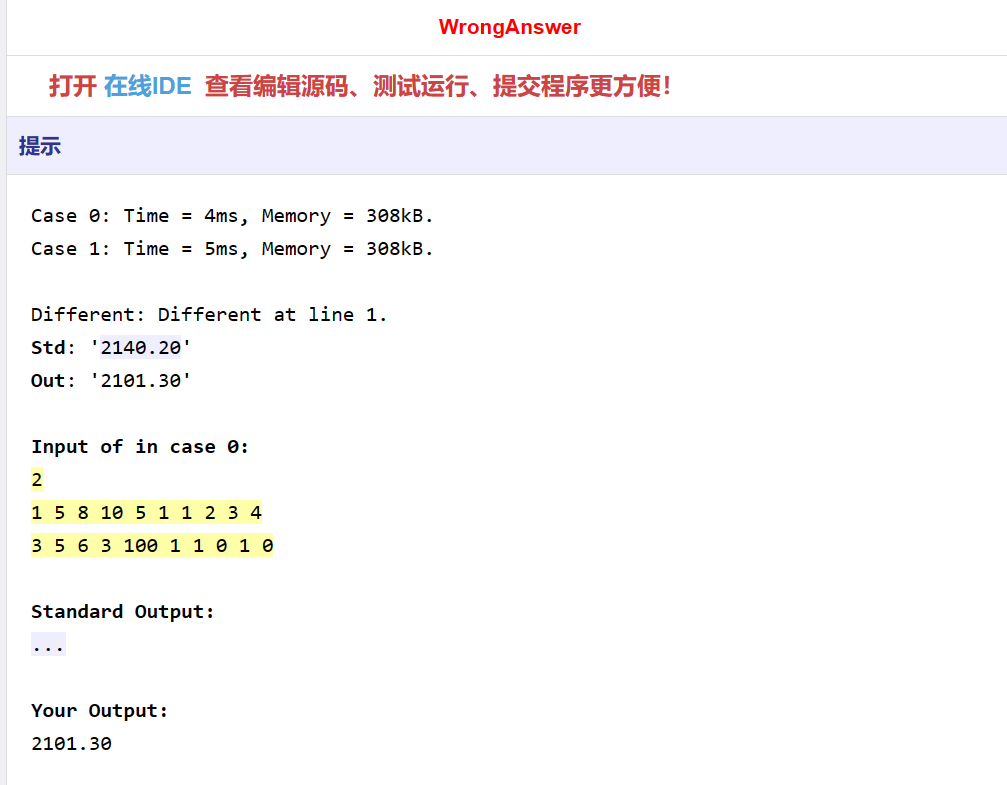 WrongAnswer
打开 在线IDE 查看编辑源码、测试运行、提交程序更方便！
提示
Case 0: Time = 4ms, Memory = 308kB.
Case 1: Time = 5ms, Memory = 308kB.
Different: Different at line 1.
Std: '2140.20'
Out: '2101.30'
Input of in case 0:
2
1 5 8 10 5 1 1 2 3 4
3 5 6 3 100 1 1 0 1 0
Standard Output:
...
Your Output:
2101.30